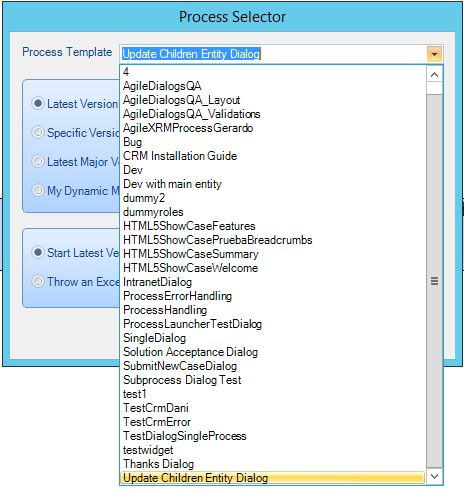 Process Selector
Process Template
Update Children Entity Dialog
Latest Version
Specific Versio
Latest Major Ve
My Dynamic M
Start Latest Ve
Throw an Exce
4
AgileDialogsQA
AgileDialogsQA_Layout
AgileDialogsQA_Validations
AgileXRMProcessGerardo
Bug
CRM Installation Guide
Dev
Dev with main entity
dummy2
dummyroles
HTML5ShowCaseFeatures
HTML5ShowCasePruebaBreadcrumbs
HTML5ShowCaseSummary
HTML5ShowCaseWelcome
IntranetDialog
ProcessErrorHandling
ProcessHandling
ProcessLauncherTestDialog
SingleDialog
Solution Acceptance Dialog
SubmitNewCaseDialog
Subprocess Dialog Test
test1
TestCrmDani
TestCrmError
TestDialogSingleProcess
testwidget
Thanks Dialog
Update Children Entity Dialog